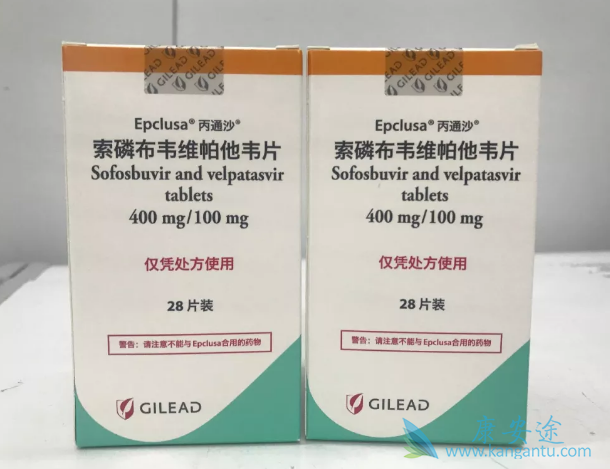 GILEAD
Epclusa® 丙通沙®
索磷布韦维帕他韦片
Sofosbuvir and velpatasvir
tablets
400 mg/100 mg
仅凭处方使用
28 片装
警告：请注意不能与Epclusa合用的药物
GILEAD
GILEAD
Epclusa® 丙通沙®
索磷布韦维帕他韦片
Sofosbuvir and velpatasvir
tablets
400 mg/100 mg
仅凭处方使用
28 片装
警告：请注意不能与Epclusa合用的药物
GILEAD
康安途
www.kangantu.com